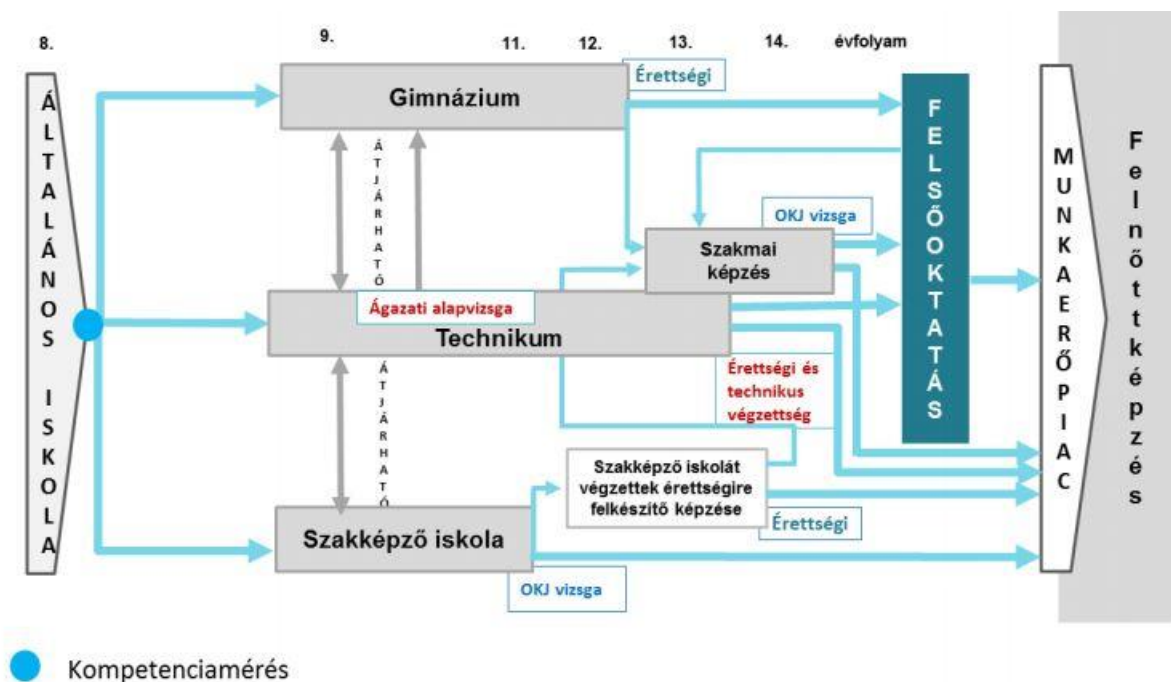 8. 9. 11. 12. 13. 14. évfolyam
ÁLTALÁNOS ISKOLA
Gimnázium
Érettségi
ÁTJÁRHATÓ
OKJ vizsga
Szakmai
képzés
Ágazati alapvizsga
Technikum
Érettségi és
technikus
végzettség
ÁTJÁRHATÓ
Szakképző iskolát
végzettek érettségire
felkészítő képzése
Érettségi
Szakképző iskola
OKJ vizsga
FELSŐOKTATÁS
MUNKAERŐPIAC
Felnőttképzés
Kompetenciamérés